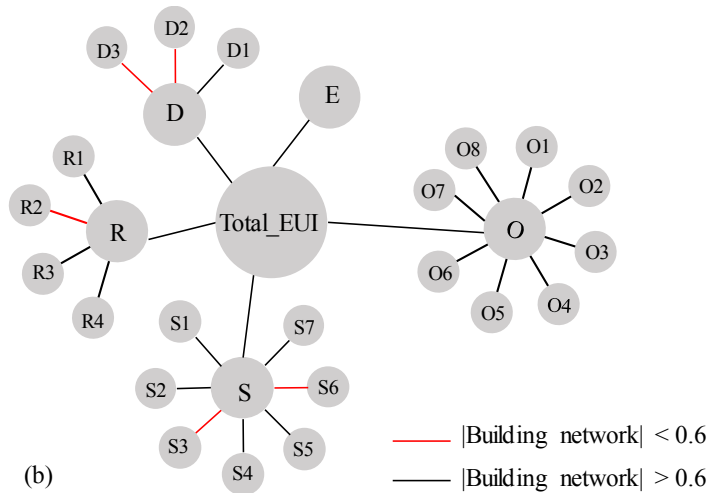 D2
D3
D1
E
D
R1
R2
R
R3
R4
Total_EUI
O8
O1
O7
O2
O
O6
O3
O5
O4
S1
S7
S2
S
S6
S3
S5
S4
|Building network| < 0.6
|Building network| > 0.6
(b)